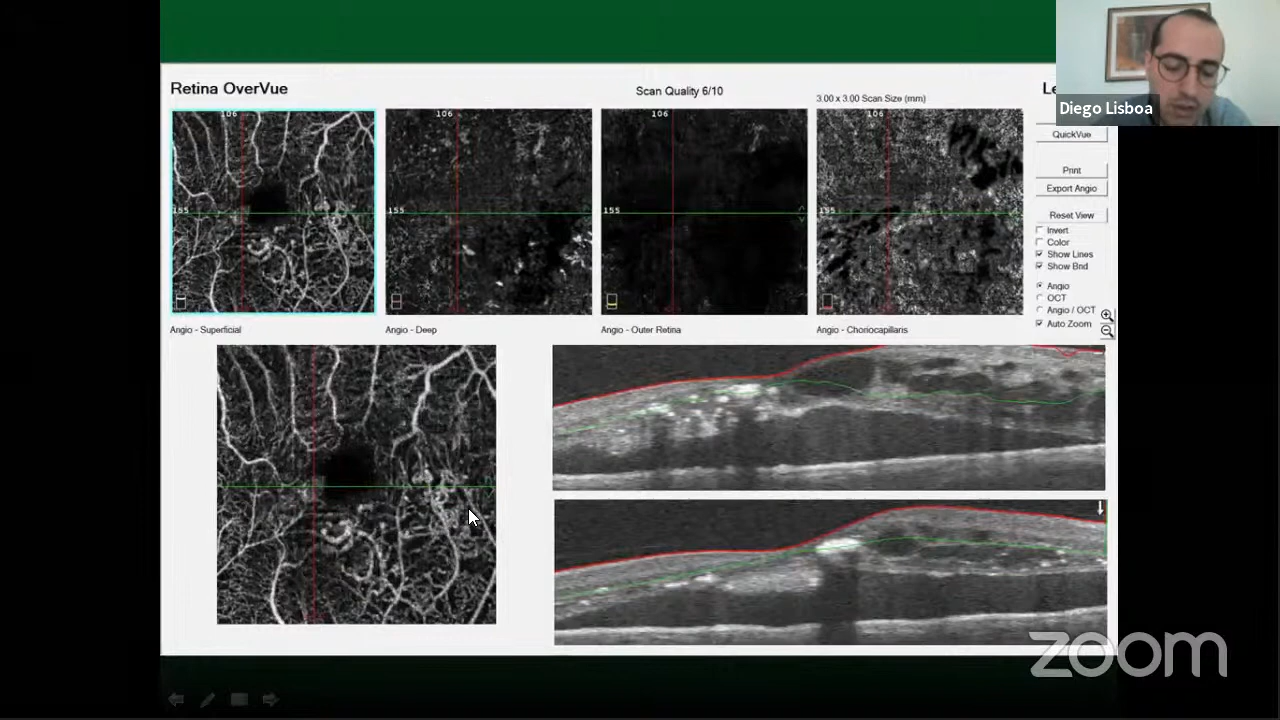 Retina OverVue
Scan Quality 6/10
3.00 x 3.00 Scan Size (mm)
Diego Lisboa
106
106
106
106
155
155
155
155
Angio - Superficial
Angio - Deep
Angio - Outer Retina
Angio - Choriocapillaris
QuickVue
Print
Export Angio
Reset View
Invert
Color
Show Lines
Show Bnd
Angio
OCT
Angio / OCT
Auto Zoom
zoom